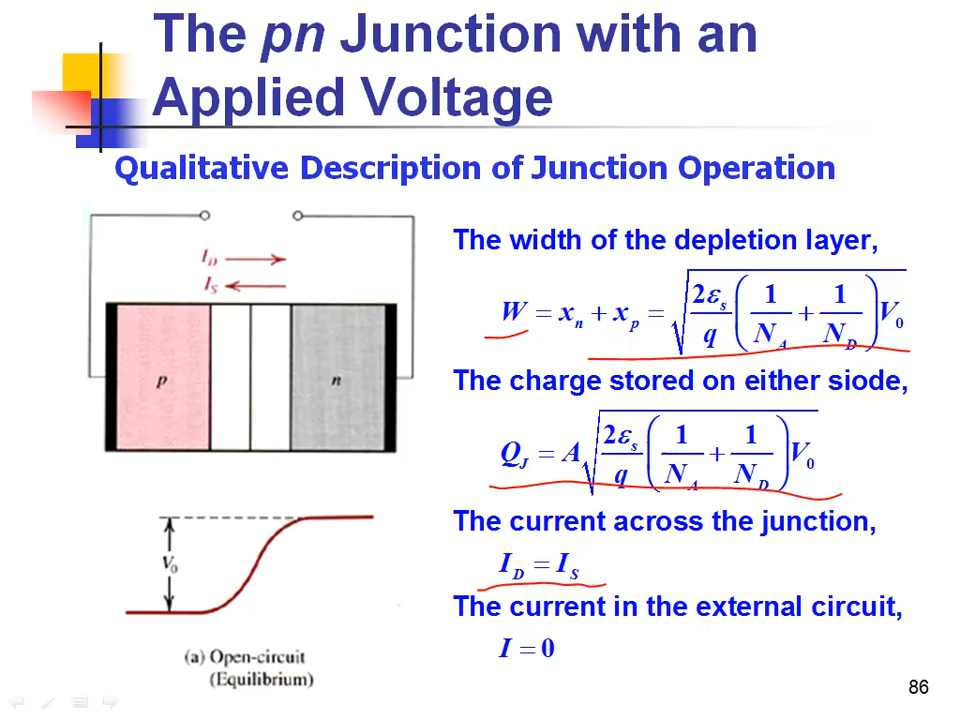 The pn Junction with an
Applied Voltage
Qualitative Description of Junction Operation
I_D
I_S
p
n
V_0
(a) Open-circuit
(Equilibrium)
The width of the depletion layer,
W = x_n + x_p = √(2ε_s/q (1/N_A + 1/N_D) V_0)
The charge stored on either siode,
Q_J = A √(2ε_s/q (1/N_A + 1/N_D) V_0)
The current across the junction,
I_D = I_S
The current in the external circuit,
I = 0
86